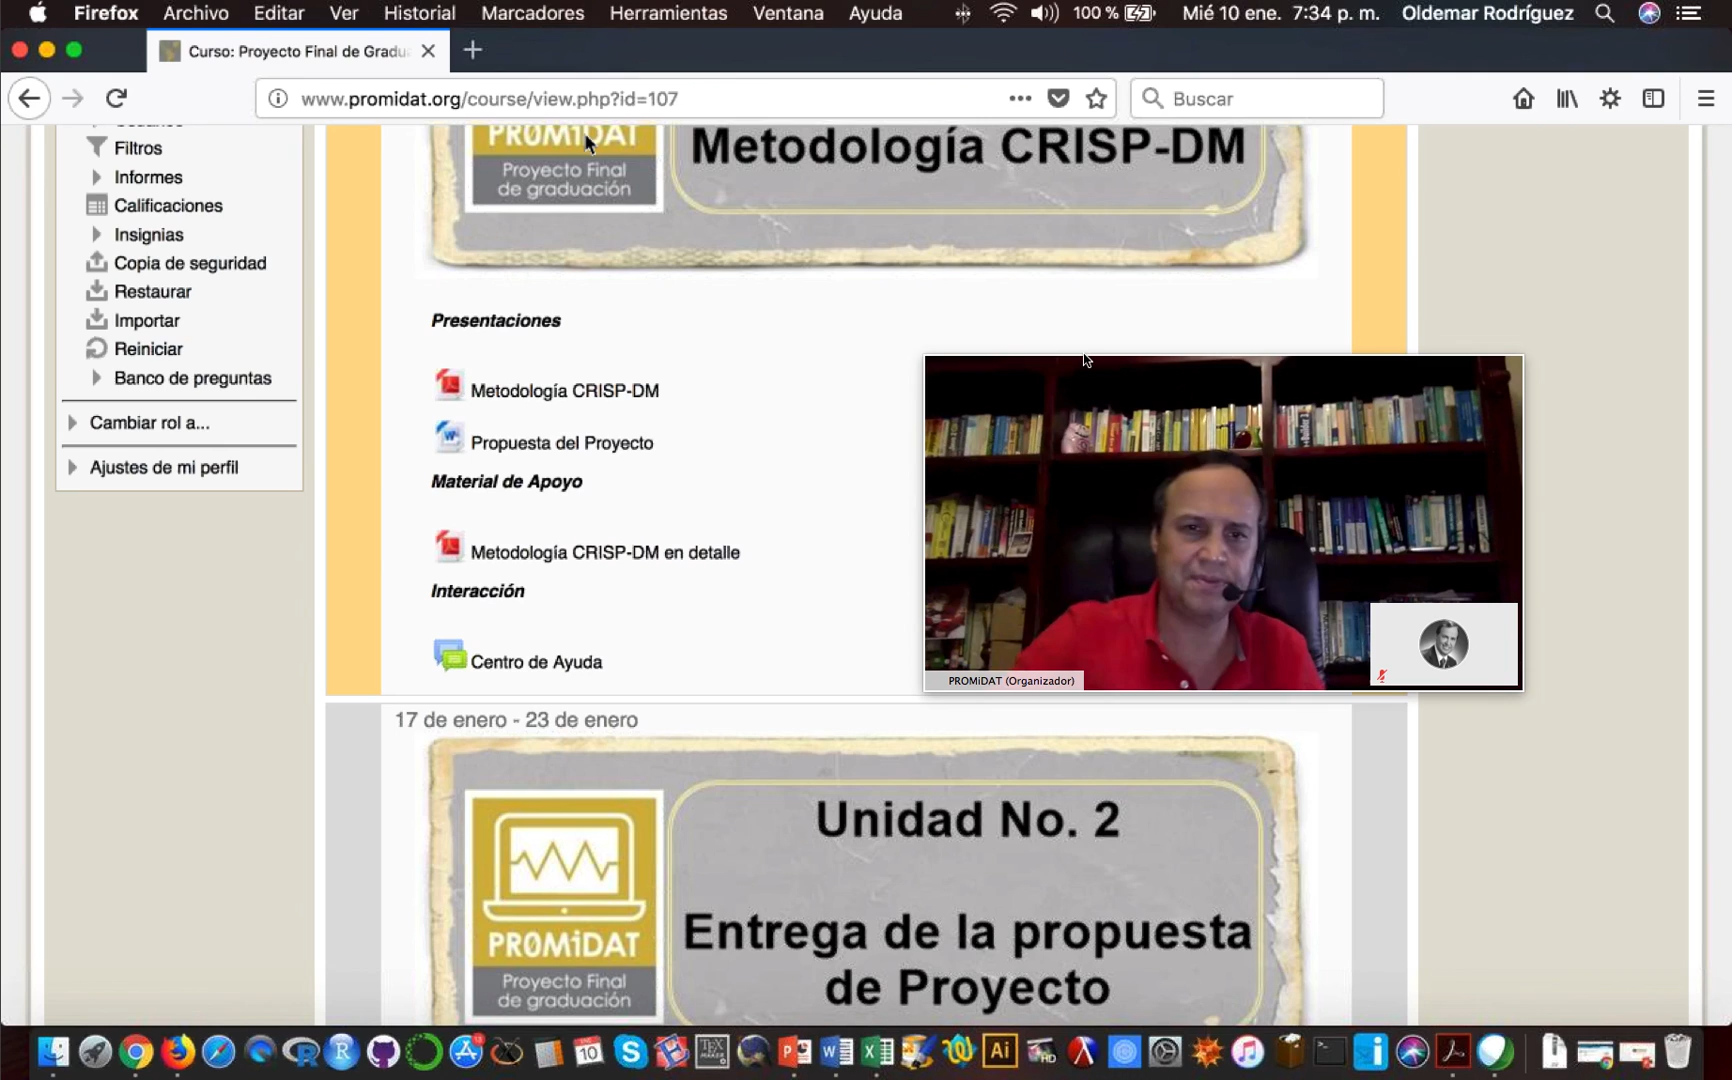 Firefox Archivo Editar Ver Historial Marcadores Herramientas Ventana Ayuda 100 % Mié 10 ene. 7:34 p. m. Oldemar Rodríguez
Curso: Proyecto Final de Gradu
www.promidat.org/course/view.php?id=107
Buscar
Filtros
Informes
Calificaciones
Insignias
Copia de seguridad
Restaurar
Importar
Reiniciar
Banco de preguntas
Cambiar rol a...
Ajustes de mi perfil
PROMiDAT
Proyecto Final
de graduación
Metodología CRISP-DM
Presentaciones
Metodología CRISP-DM
Propuesta del Proyecto
Material de Apoyo
Metodología CRISP-DM en detalle
Interacción
Centro de Ayuda
PROMiDAT (Organizador)
17 de enero - 23 de enero
PROMiDAT
Proyecto Final
de graduación
Unidad No. 2
Entrega de la propuesta
de Proyecto
10
Ai
HD